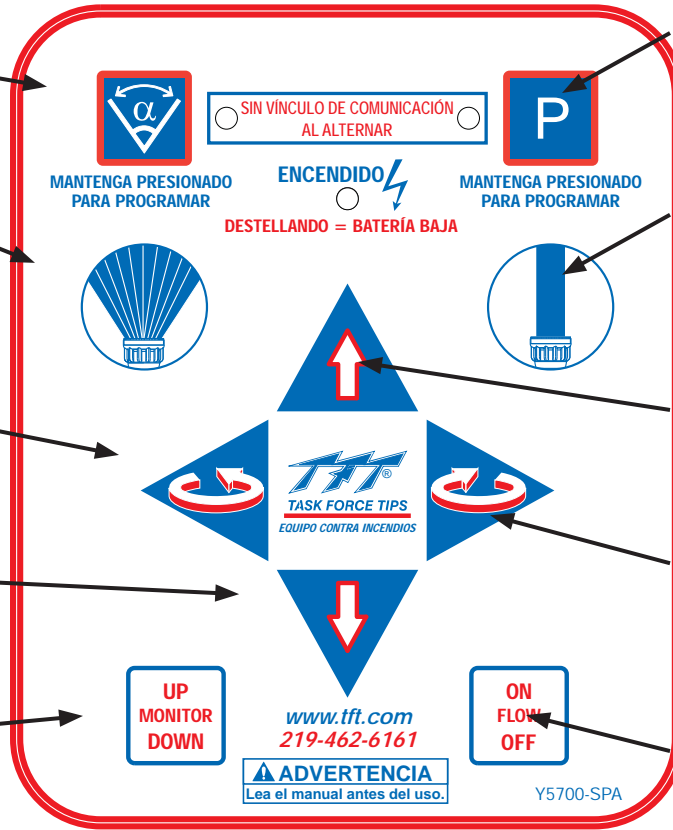 α
SIN VÍNCULO DE COMUNICACIÓN
AL ALTERNAR
P
MANTENGA PRESIONADO
PARA PROGRAMAR
ENCENDIDO
MANTENGA PRESIONADO
PARA PROGRAMAR
DESTELLANDO = BATERÍA BAJA
TFT®
TASK FORCE TIPS
EQUIPO CONTRA INCENDIOS
UP
MONITOR
DOWN
www.tft.com
219-462-6161
ON
FLOW
OFF
ADVERTENCIA
Lea el manual antes del uso.
Y5700-SPA